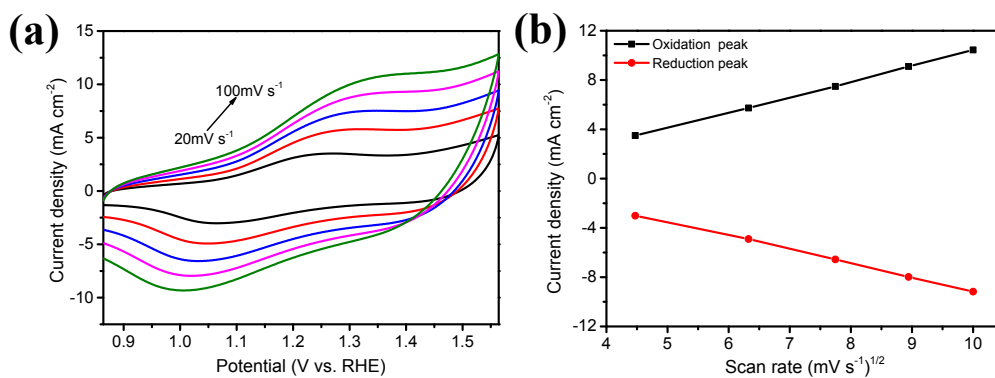 (a)
15
10
5
0
-5
-10
Current density (mA cm⁻²)
100mV s⁻¹
20mV s⁻¹
0.9 1.0 1.1 1.2 1.3 1.4 1.5
Potential (V vs. RHE)
(b)
12
8
4
0
-4
-8
-12
Current density (mA cm⁻²)
Oxidation peak
Reduction peak
4 5 6 7 8 9 10
Scan rate (mV s⁻¹)¹/²